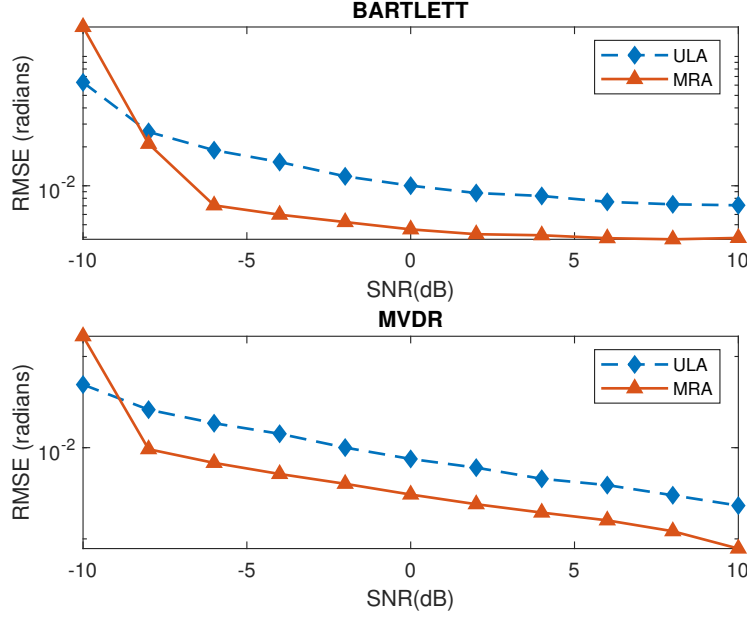 BARTLETT
ULA
MRA
RMSE (radians)
10^-2
-10
-5
0
5
10
SNR(dB)
MVDR
ULA
MRA
RMSE (radians)
10^-2
-10
-5
0
5
10
SNR(dB)